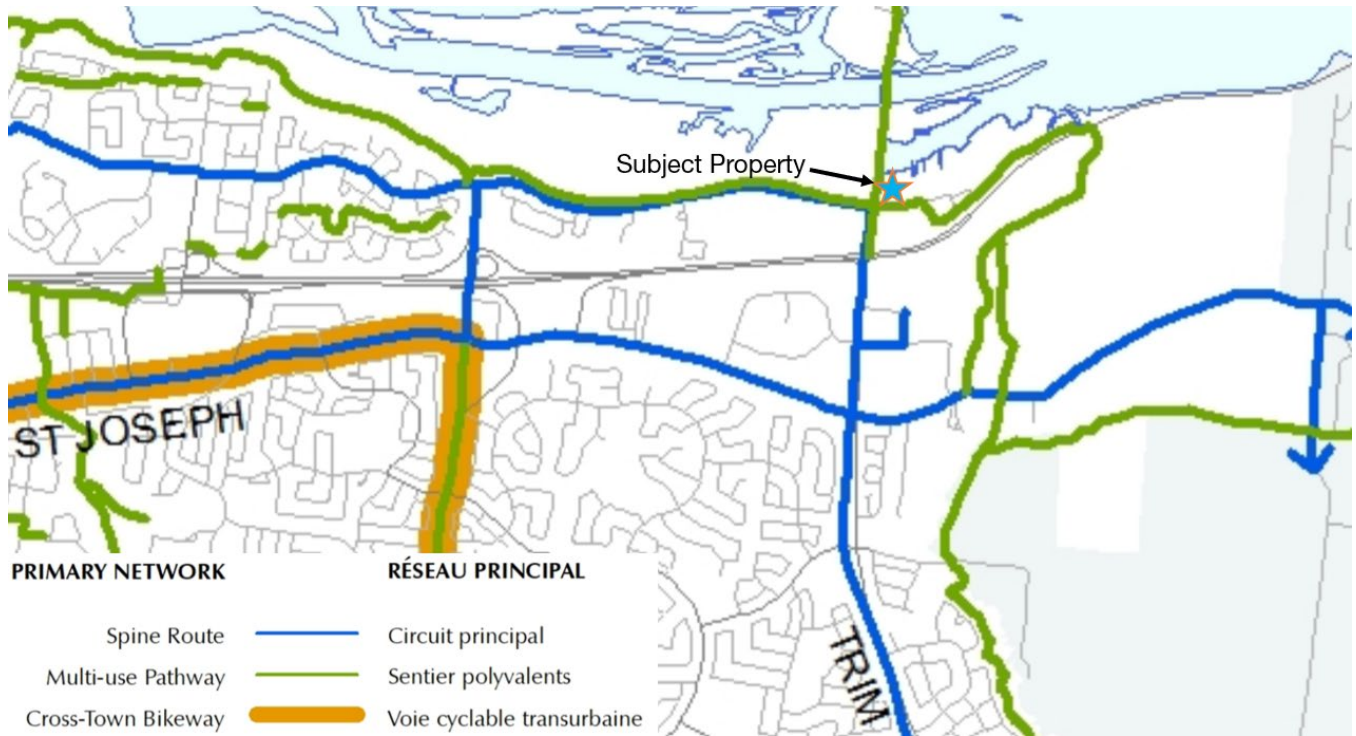 Subject Property
ST JOSEPH
TRIM
PRIMARY NETWORK RÉSEAU PRINCIPAL
Spine Route Circuit principal
Multi-use Pathway Sentier polyvalents
Cross-Town Bikeway Voie cyclable transurbaine